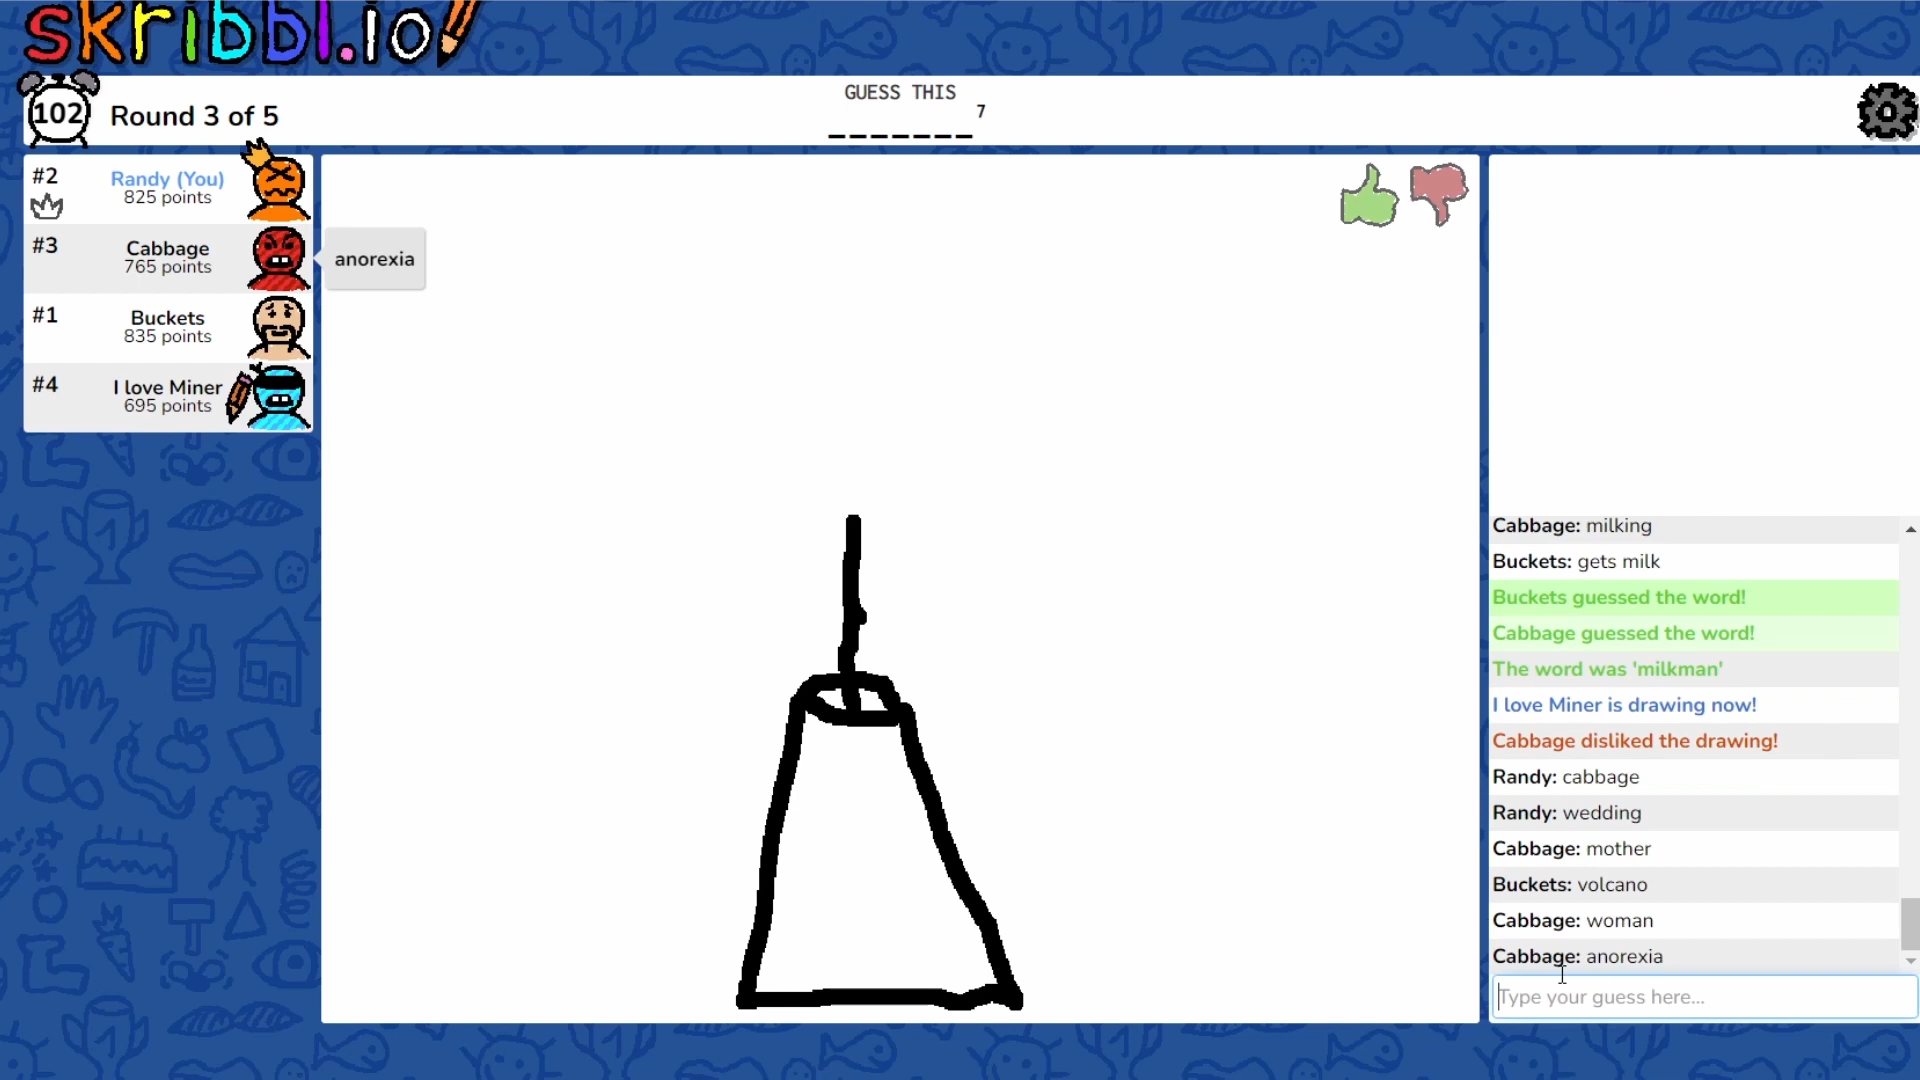 skribbl.io
102
Round 3 of 5
GUESS THIS
_______ 7
#2
Randy (You)
825 points
#3
Cabbage
765 points
anorexia
#1
Buckets
835 points
#4
I love Miner
695 points
Cabbage: milking
Buckets: gets milk
Buckets guessed the word!
Cabbage guessed the word!
The word was 'milkman'
I love Miner is drawing now!
Cabbage disliked the drawing!
Randy: cabbage
Randy: wedding
Cabbage: mother
Buckets: volcano
Cabbage: woman
Cabbage: anorexia
Type your guess here...